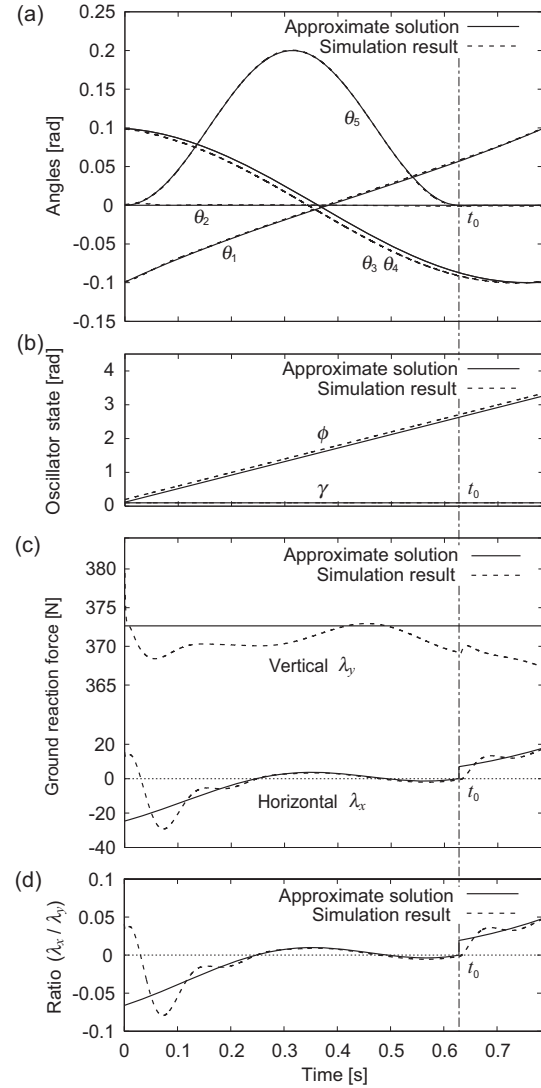 (a)
Approximate solution
Simulation result
Angles [rad]
0.25
0.2
0.15
0.1
0.05
0
-0.05
-0.1
-0.15
θ5
θ2
θ1
θ3 θ4
t0
(b)
Approximate solution
Simulation result
Oscillator state [rad]
4
3
2
1
0
ϕ
γ
t0
(c)
Approximate solution
Simulation result
Ground reaction force [N]
380
375
370
365
20
0
-20
-40
Vertical λy
Horizontal λx
t0
(d)
Approximate solution
Simulation result
Ratio (λx / λy)
0.1
0.05
0
-0.05
-0.1
t0
0 0.1 0.2 0.3 0.4 0.5 0.6 0.7
Time [s]